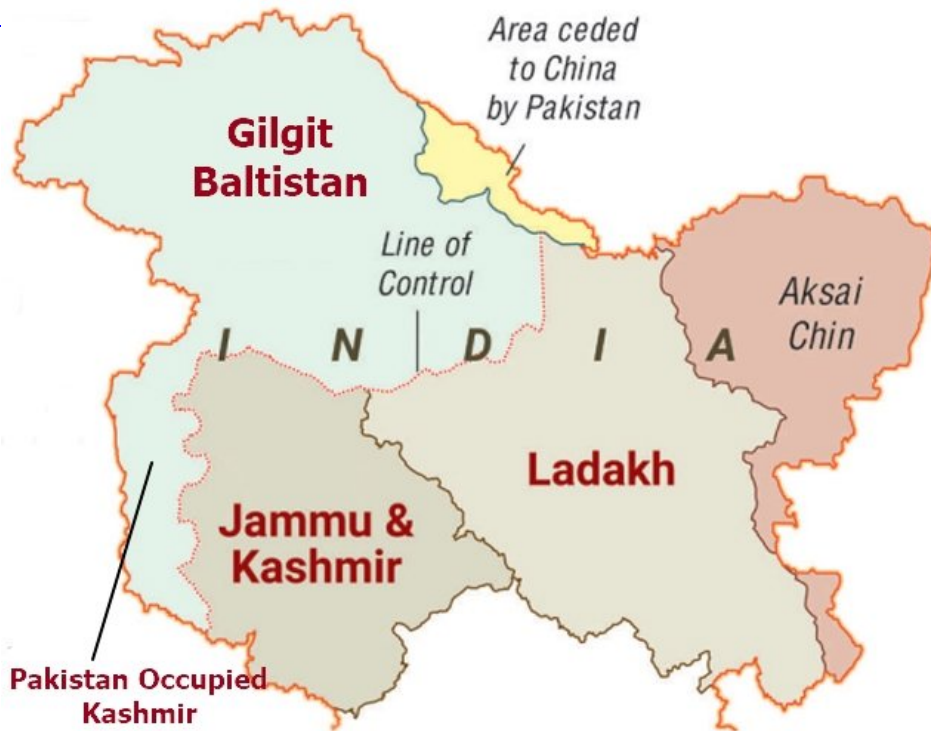 Area ceded
to China
by Pakistan
Gilgit
Baltistan
Line of
Control
Aksai
Chin
I N D I A
Ladakh
Jammu &
Kashmir
Pakistan Occupied
Kashmir